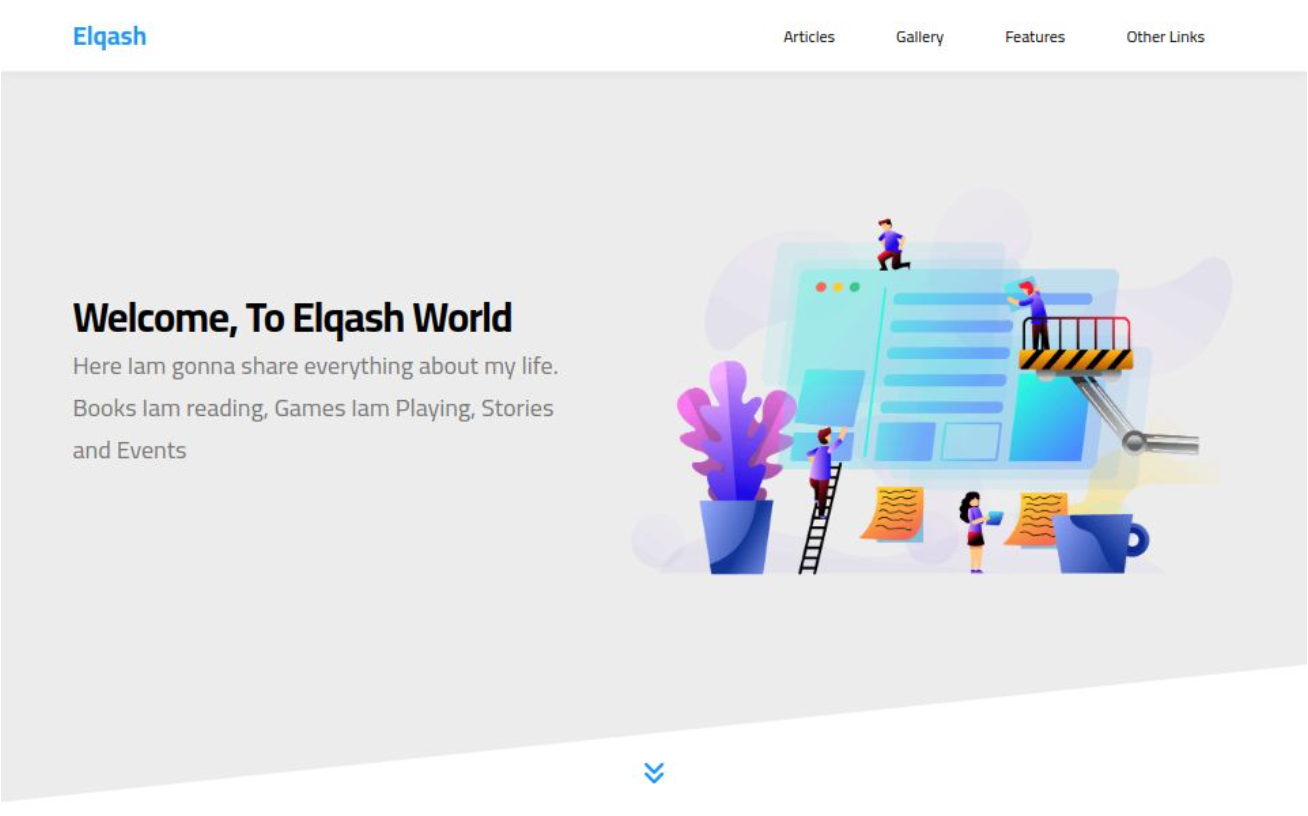 Elqash
Articles
Gallery
Features
Other Links
Welcome, To Elqash World
Here Iam gonna share everything about my life.
Books Iam reading, Games Iam Playing, Stories
and Events